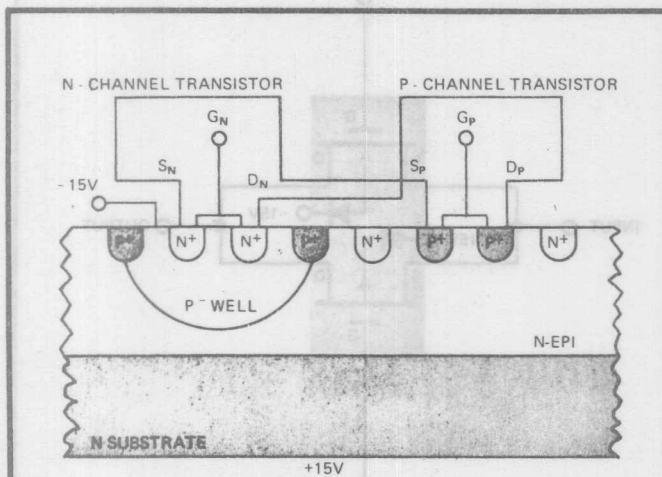 N - CHANNEL TRANSISTOR P - CHANNEL TRANSISTOR
GN GP
SN DN SP DP
- 15V
P+ N+ N+ P+ N+ P+ P+ N+
P⁻ WELL
N-EPI
N SUBSTRATE
+15V